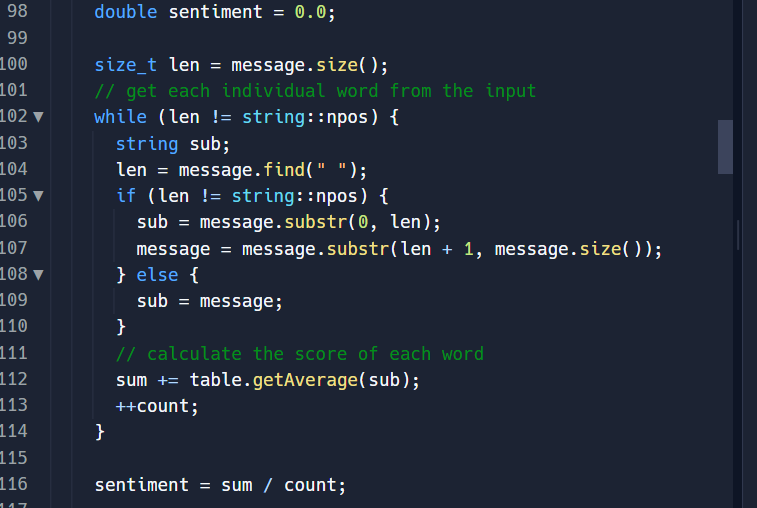 98 double sentiment = 0.0;
99
100 size_t len = message.size();
101 // get each individual word from the input
102 ▼ while (len != string::npos) {
103 string sub;
104 len = message.find(" ");
105 ▼ if (len != string::npos) {
106 sub = message.substr(0, len);
107 message = message.substr(len + 1, message.size());
108 ▼ } else {
109 sub = message;
110 }
111 // calculate the score of each word
112 sum += table.getAverage(sub);
113 ++count;
114 }
115
116 sentiment = sum / count;